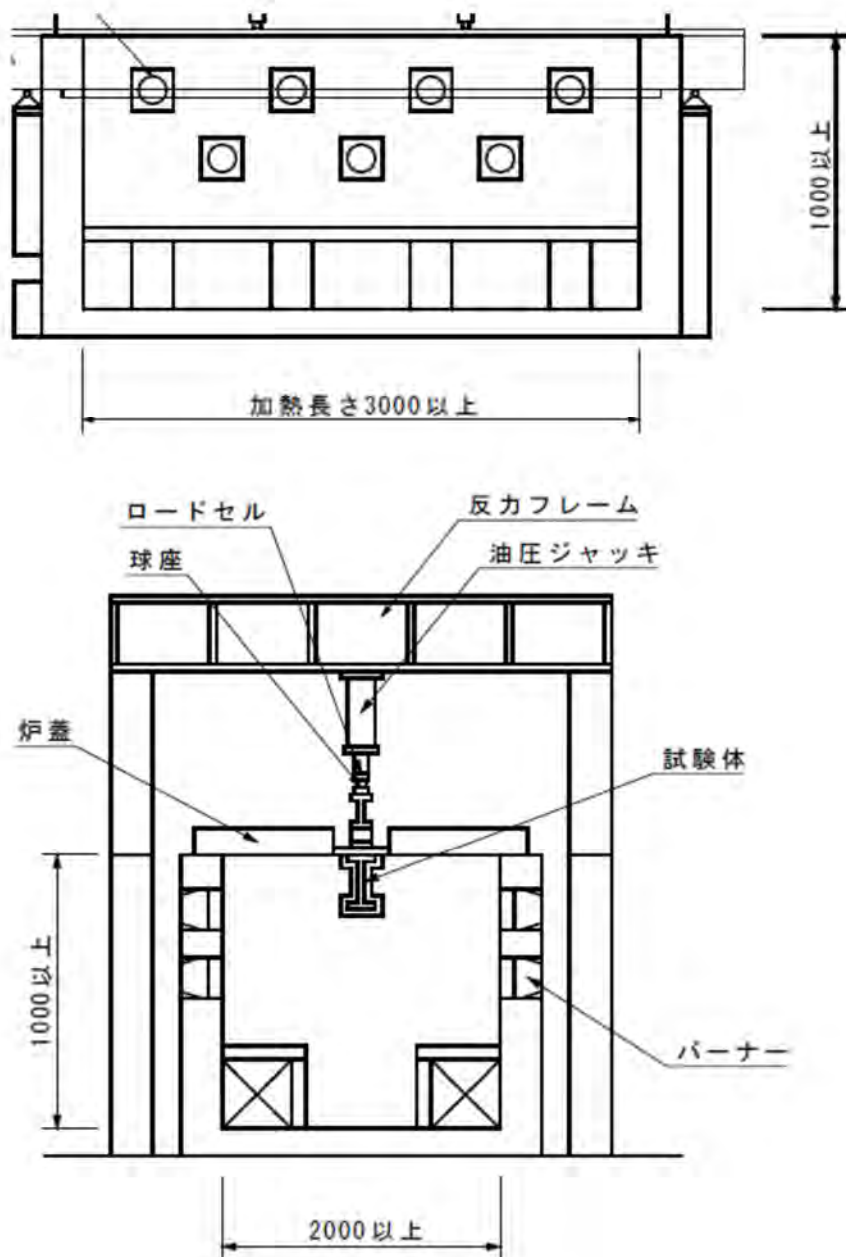 1000以上
加熱長さ3000以上
ロードセル
反力フレーム
球座
油圧ジャッキ
炉蓋
試験体
1000以上
バーナー
2000以上